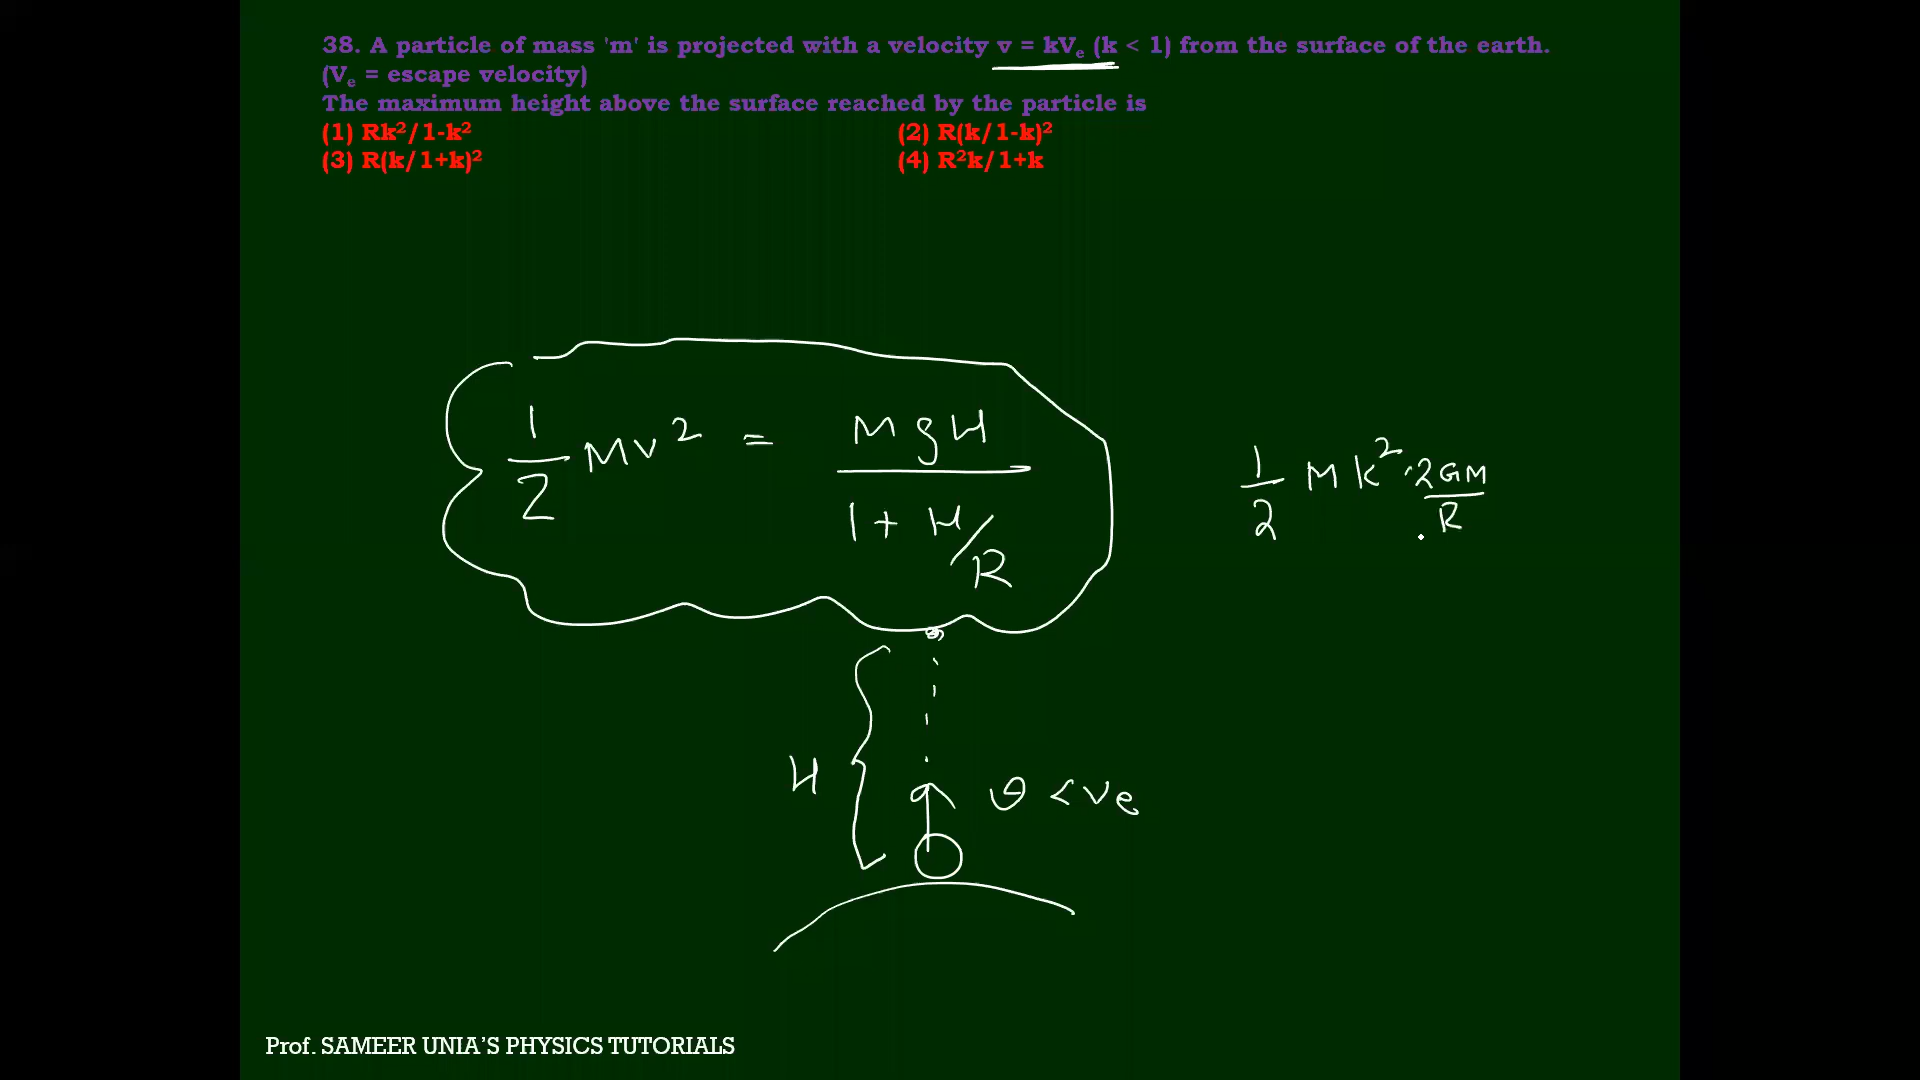 38. A particle of mass 'm' is projected with a velocity v = kVₑ (k < 1) from the surface of the earth.
(Vₑ = escape velocity)
The maximum height above the surface reached by the particle is
(1) Rk²/1-k² (2) R(k/1-k)²
(3) R(k/1+k)² (4) R²k/1+k
1/2 Mv² = MgH / 1 + H/R
1/2 M k² · 2GM/R
H
v < ve
Prof. SAMEER UNIA'S PHYSICS TUTORIALS